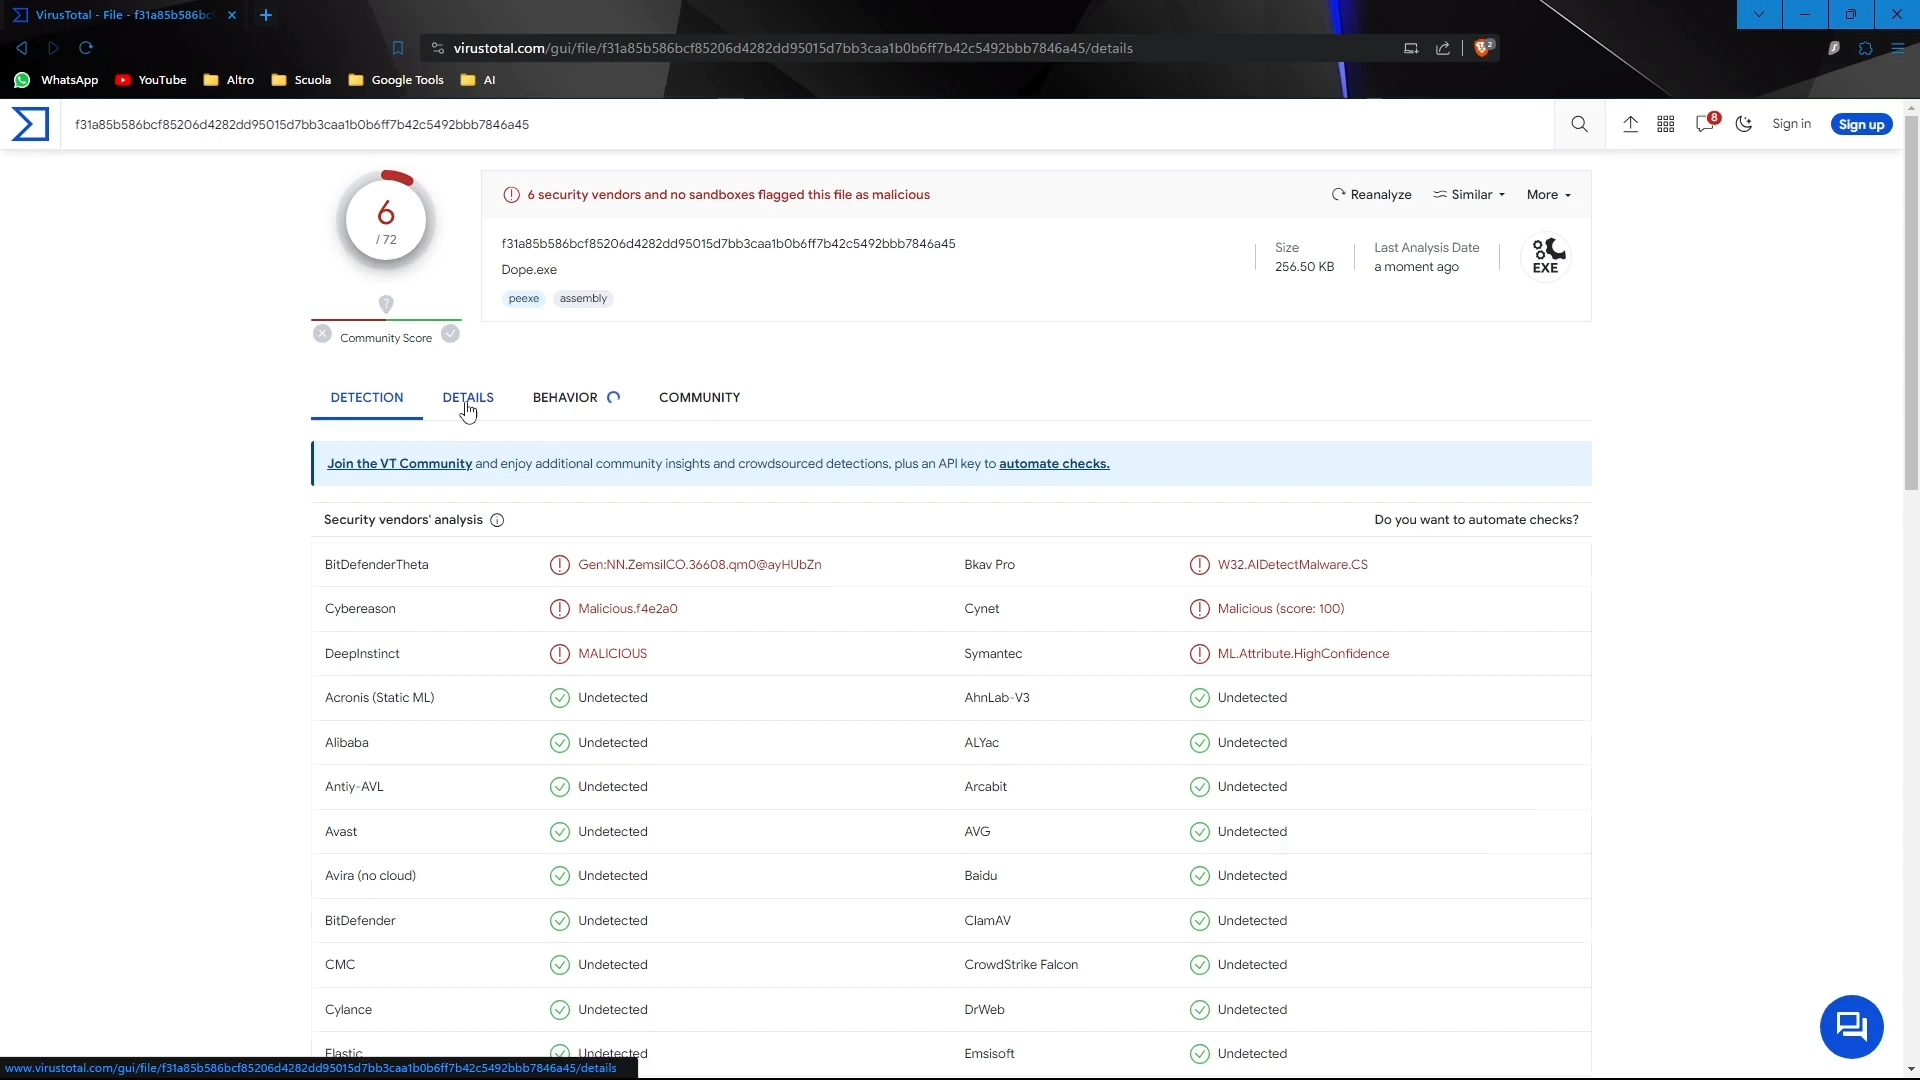 VirusTotal - File - f31a85b586bc
virustotal.com/gui/file/f31a85b586bcf85206d4282dd95015d7bb3caa1b0b6ff7b42c5492bbb7846a45/details
2
WhatsApp YouTube Altro Scuola Google Tools AI
f31a85b586bcf85206d4282dd95015d7bb3caa1b0b6ff7b42c5492bbb7846a45
8
Sign in
Sign up
6
/ 72
Community Score
6 security vendors and no sandboxes flagged this file as malicious
Reanalyze Similar More
f31a85b586bcf85206d4282dd95015d7bb3caa1b0b6ff7b42c5492bbb7846a45
Dope.exe
peexe assembly
Size
256.50 KB
Last Analysis Date
a moment ago
EXE
DETECTION DETAILS BEHAVIOR COMMUNITY
Join the VT Community and enjoy additional community insights and crowdsourced detections, plus an API key to automate checks.
Security vendors' analysis Do you want to automate checks?
BitDefenderTheta Gen:NN.ZemsilCO.36608.qm0@ayHUbZn Bkav Pro W32.AIDetectMalware.CS
Cybereason Malicious.f4e2a0 Cynet Malicious (score: 100)
DeepInstinct MALICIOUS Symantec ML.Attribute.HighConfidence
Acronis (Static ML) Undetected AhnLab-V3 Undetected
Alibaba Undetected ALYac Undetected
Antiy-AVL Undetected Arcabit Undetected
Avast Undetected AVG Undetected
Avira (no cloud) Undetected Baidu Undetected
BitDefender Undetected ClamAV Undetected
CMC Undetected CrowdStrike Falcon Undetected
Cylance Undetected DrWeb Undetected
Elastic Undetected Emsisoft Undetected
www.virustotal.com/gui/file/f31a85b586bcf85206d4282dd95015d7bb3caa1b0b6ff7b42c5492bbb7846a45/details